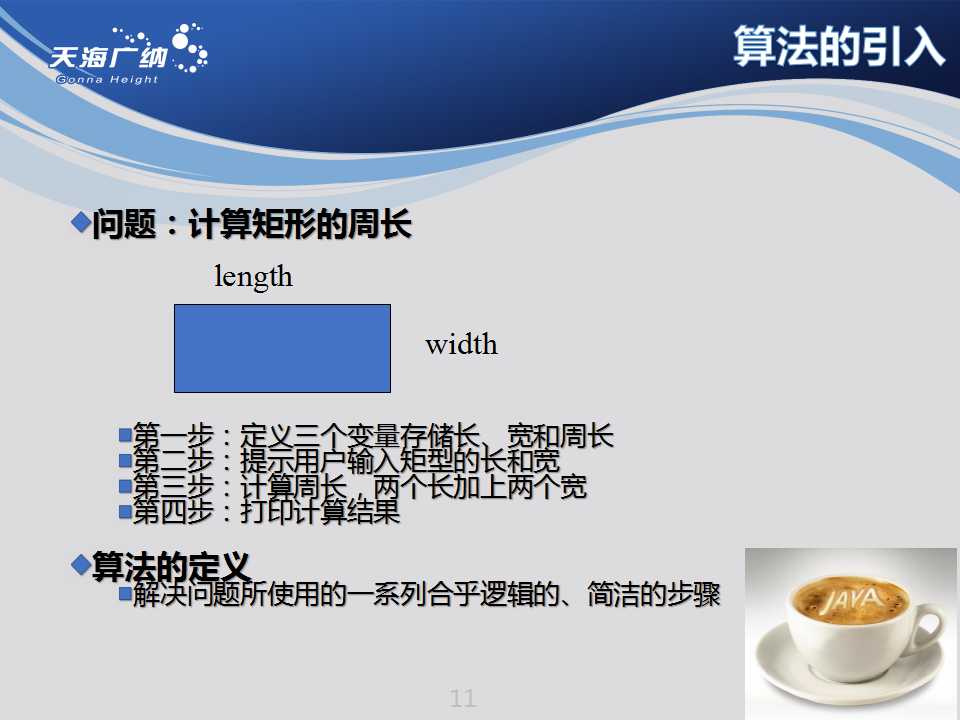 天海广纳
Gonna Height
算法的引入
问题：计算矩形的周长
length
width
第一步：定义三个变量存储长、宽和周长
第二步：提示用户输入矩型的长和宽
第三步：计算周长，两个长加上两个宽
第四步：打印计算结果
算法的定义
解决问题所使用的一系列合乎逻辑的、简洁的步骤
JAVA
11